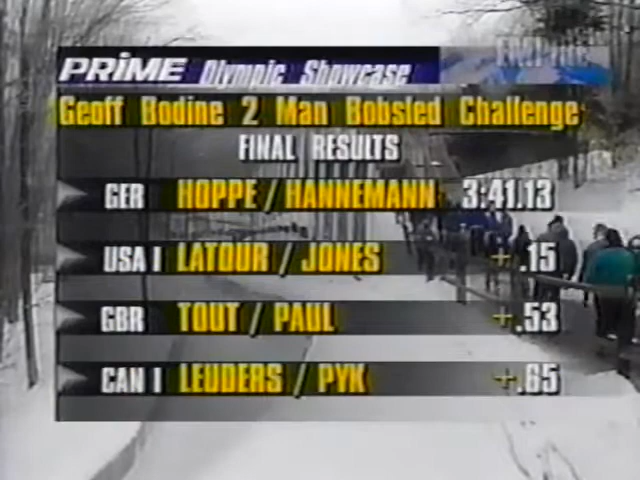 PRiME Olympic Showcase EMPIRE
Geoff Bodine 2 Man Bobsled Challenge
FINAL RESULTS
GER HOPPE / HANNEMANN 3:41.13
USA I LATOUR / JONES + .15
GBR TOUT / PAUL +.53
CAN I LEUDERS / PYK +.65